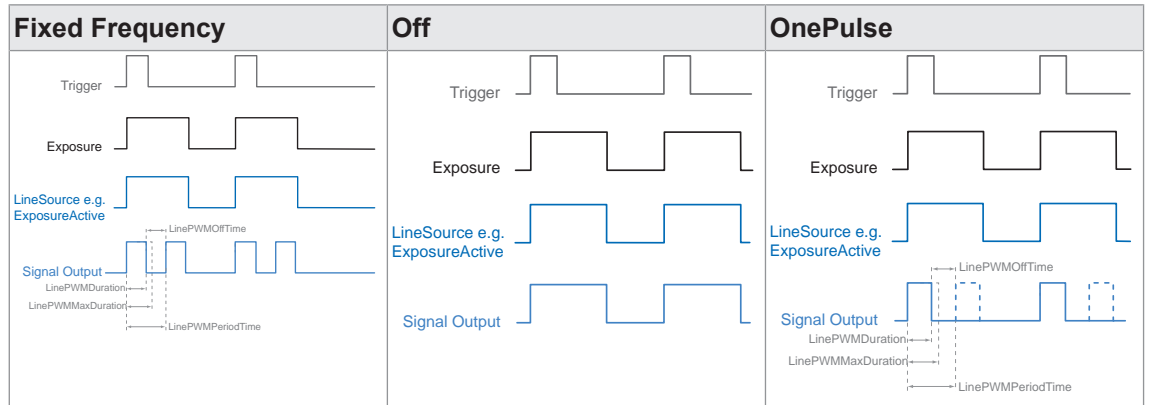 Fixed Frequency
Trigger
Exposure
LineSource e.g.
ExposureActive
LinePWMOffTime
Signal Output
LinePWMDuration
LinePWMMaxDuration
LinePWMPeriodTime
Off
Trigger
Exposure
LineSource e.g.
ExposureActive
Signal Output
OnePulse
Trigger
Exposure
LineSource e.g.
ExposureActive
LinePWMOffTime
Signal Output
LinePWMDuration
LinePWMMaxDuration
LinePWMPeriodTime